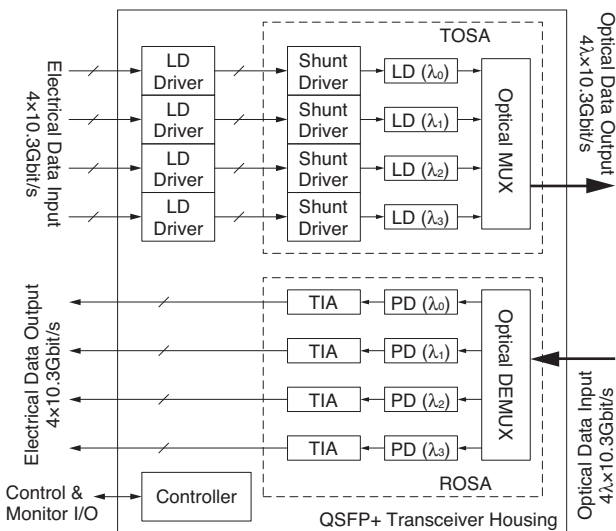 TOSA
Electrical Data Input
4×10.3Gbit/s
LD
Driver
Shunt
Driver
LD (λ0)
LD
Driver
Shunt
Driver
LD (λ1)
LD
Driver
Shunt
Driver
LD (λ2)
LD
Driver
Shunt
Driver
LD (λ3)
Optical MUX
Optical Data Output
4λ×10.3Gbit/s
Electrical Data Output
4×10.3Gbit/s
TIA
PD (λ0)
TIA
PD (λ1)
TIA
PD (λ2)
TIA
PD (λ3)
Optical DEMUX
Optical Data Input
4λ×10.3Gbit/s
ROSA
Control &
Monitor I/O
Controller
QSFP+ Transceiver Housing